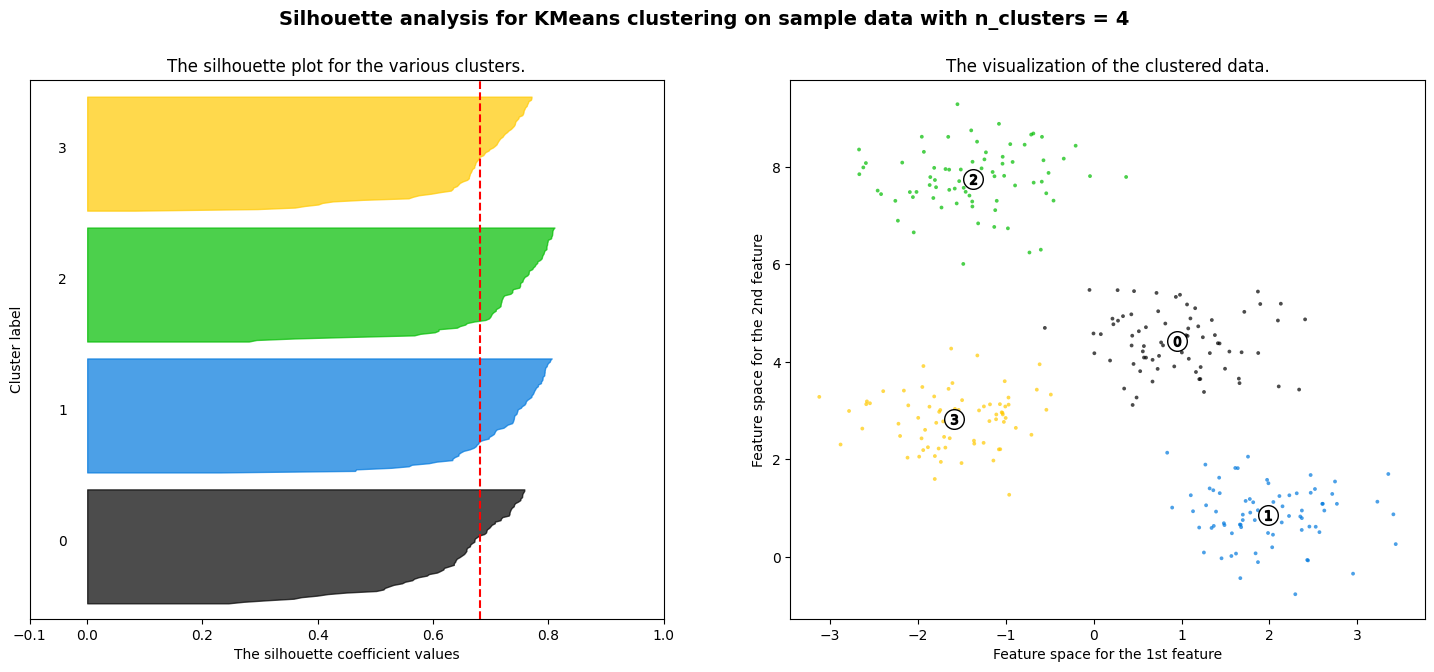 Silhouette analysis for KMeans clustering on sample data with n_clusters = 4
The silhouette plot for the various clusters.
3
2
1
0
Cluster label
−0.1 0.0 0.2 0.4 0.6 0.8 1.0
The silhouette coefficient values
The visualization of the clustered data.
8
6
4
2
0
Feature space for the 2nd feature
2
0
3
1
−3 −2 −1 0 1 2 3
Feature space for the 1st feature